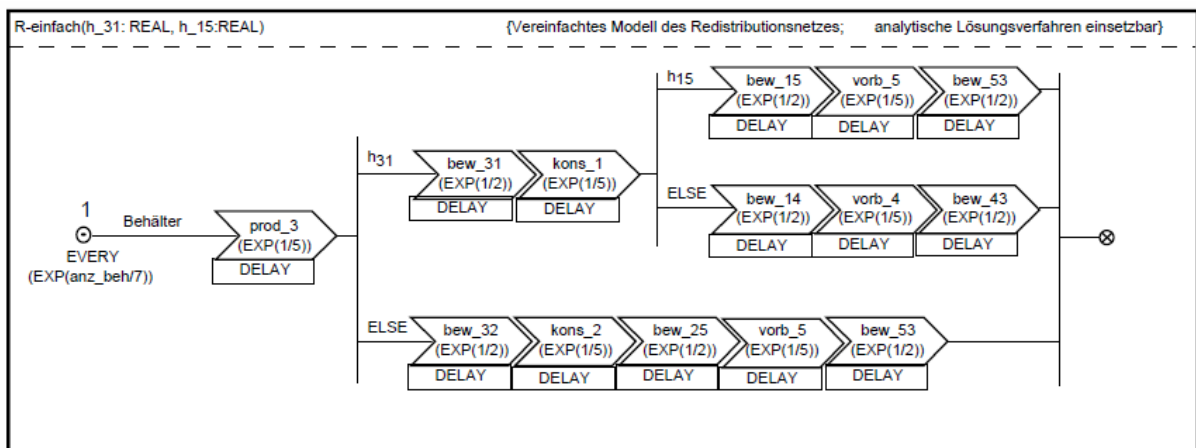 R-einfach(h_31: REAL, h_15:REAL) {Vereinfachtes Modell des Redistributionsnetzes; analytische Lösungsverfahren einsetzbar}
h15
bew_15 vorb_5 bew_53
(EXP(1/2)) (EXP(1/5)) (EXP(1/2))
DELAY DELAY DELAY
h31
bew_31 kons_1
(EXP(1/2)) (EXP(1/5))
DELAY DELAY
ELSE
bew_14 vorb_4 bew_43
(EXP(1/2)) (EXP(1/5)) (EXP(1/2))
DELAY DELAY DELAY
1
Behälter
EVERY
(EXP(anz_beh/7))
prod_3
(EXP(1/5))
DELAY
ELSE
bew_32 kons_2 bew_25 vorb_5 bew_53
(EXP(1/2)) (EXP(1/5)) (EXP(1/2)) (EXP(1/5)) (EXP(1/2))
DELAY DELAY DELAY DELAY DELAY